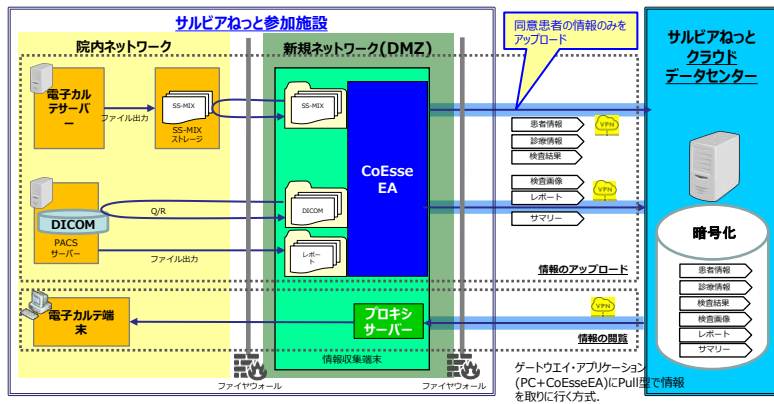 サルビアねっと参加施設
院内ネットワーク
新規ネットワーク(DMZ)
同意患者の情報のみを
アップロード
サルビアねっと
クラウド
データセンター
電子カル
テサーバ
ー
ファイル出力
SS-MIX
SS-MIX
ストレージ
SS-MIX
CoEsse
EA
患者情報
診療情報
検査結果
VPN
検査画像
レポート
サマリー
VPN
DICOM
PACS
サーバー
Q/R
ファイル出力
DICOM
レポー
ト
情報のアップロード
暗号化
患者情報
診療情報
検査結果
検査画像
レポート
サマリー
電子カルテ端
末
プロキシ
サーバー
VPN
情報の閲覧
情報収集端末
ファイヤウォール
ファイヤウォール
ゲートウエイ・アプリケーション
(PC+CoEsseEA)にPull型で情報
を取りに行く方式.